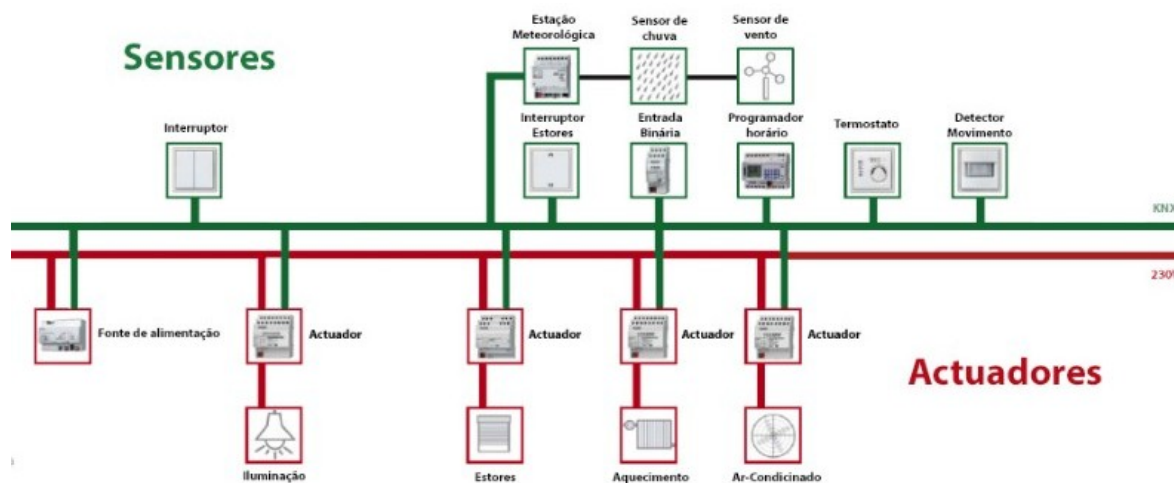 Sensores
Estação
Meteorológica
Sensor de
chuva
Sensor de
vento
Interruptor
Interruptor
Estores
Entrada
Binária
Programador
horário
Termostato
Detector
Movimento
KNX
230V
Fonte de alimentação
Actuador
Actuador
Actuador
Actuador
Actuadores
Iluminação
Estores
Aquecimento
Ar-Condicinado